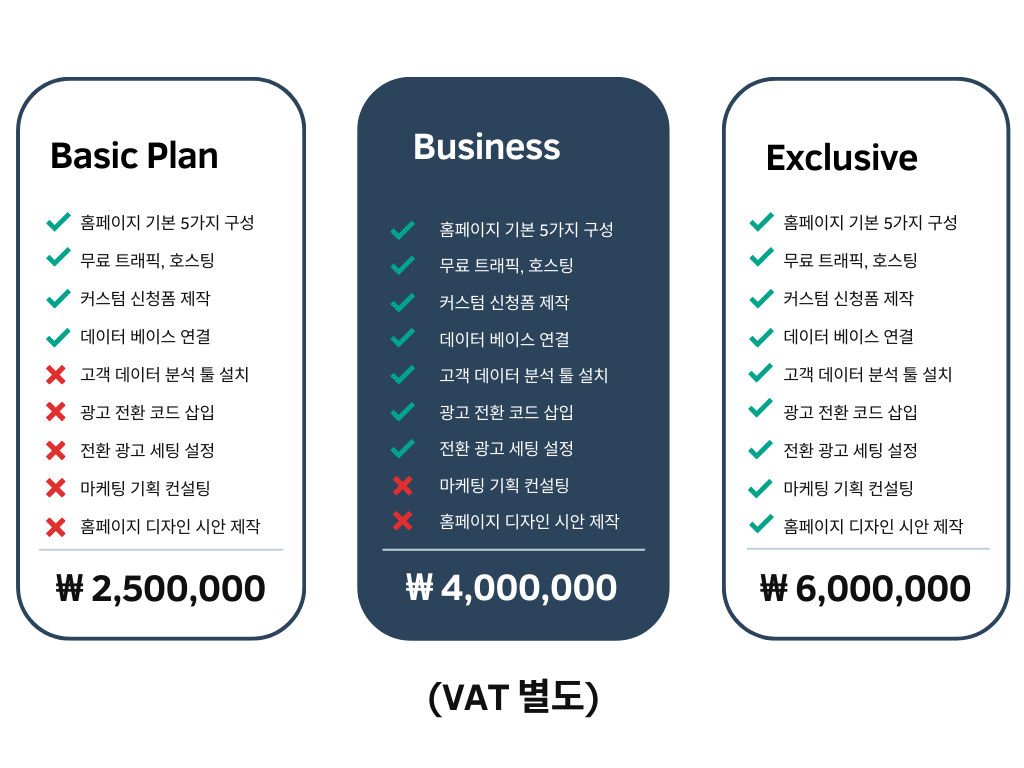 Basic Plan
홈페이지 기본 5가지 구성
무료 트래픽, 호스팅
커스텀 신청폼 제작
데이터 베이스 연결
고객 데이터 분석 툴 설치
광고 전환 코드 삽입
전환 광고 세팅 설정
마케팅 기획 컨설팅
홈페이지 디자인 시안 제작
₩ 2,500,000
Business
홈페이지 기본 5가지 구성
무료 트래픽, 호스팅
커스텀 신청폼 제작
데이터 베이스 연결
고객 데이터 분석 툴 설치
광고 전환 코드 삽입
전환 광고 세팅 설정
마케팅 기획 컨설팅
홈페이지 디자인 시안 제작
₩ 4,000,000
Exclusive
홈페이지 기본 5가지 구성
무료 트래픽, 호스팅
커스텀 신청폼 제작
데이터 베이스 연결
고객 데이터 분석 툴 설치
광고 전환 코드 삽입
전환 광고 세팅 설정
마케팅 기획 컨설팅
홈페이지 디자인 시안 제작
₩ 6,000,000
(VAT 별도)